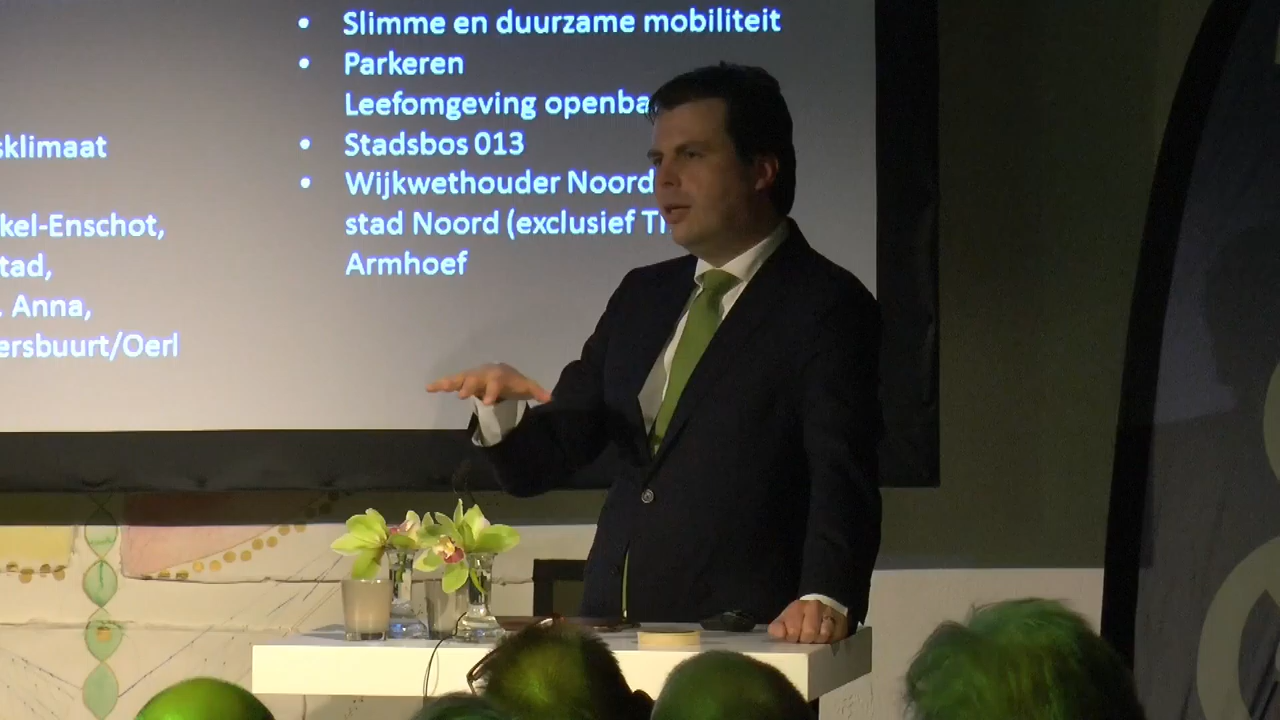 sklimaat
kel-Enschot,
tad,
. Anna,
ersbuurt/Oerl
• Slimme en duurzame mobiliteit
• Parkeren
Leefomgeving openba
• Stadsbos 013
• Wijkwethouder Noord
stad Noord (exclusief
Armhoef